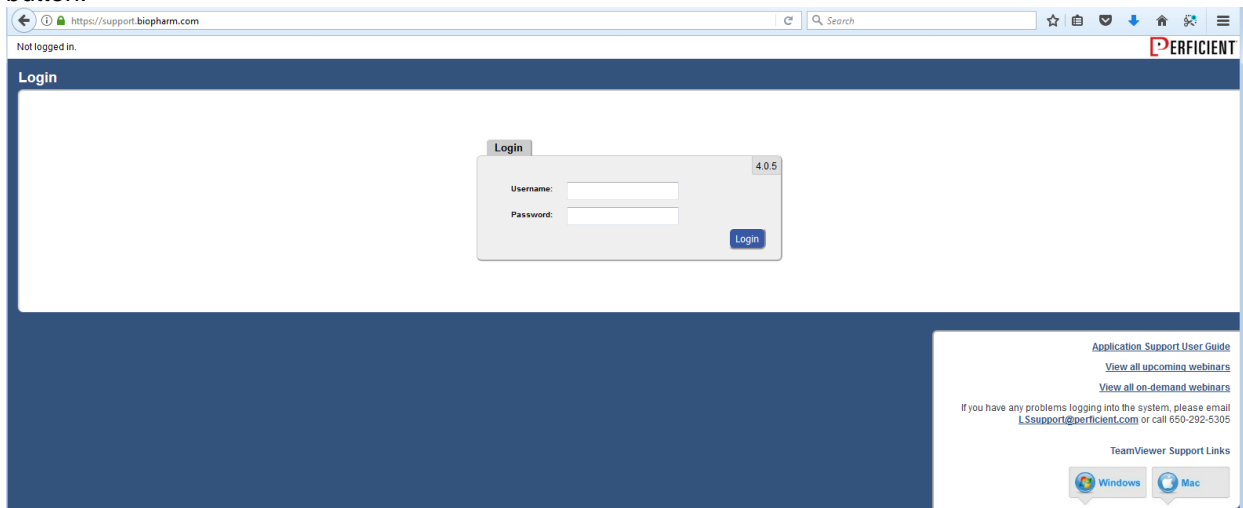 button.
https://support.biopharm.com
Search
Not logged in.
PERFICIENT
Login
Login
4.0.5
Username:
Password:
Login
Application Support User Guide
View all upcoming webinars
View all on-demand webinars
If you have any problems logging into the system, please email
LSsupport@perficient.com or call 650-292-5305
TeamViewer Support Links
Windows
Mac